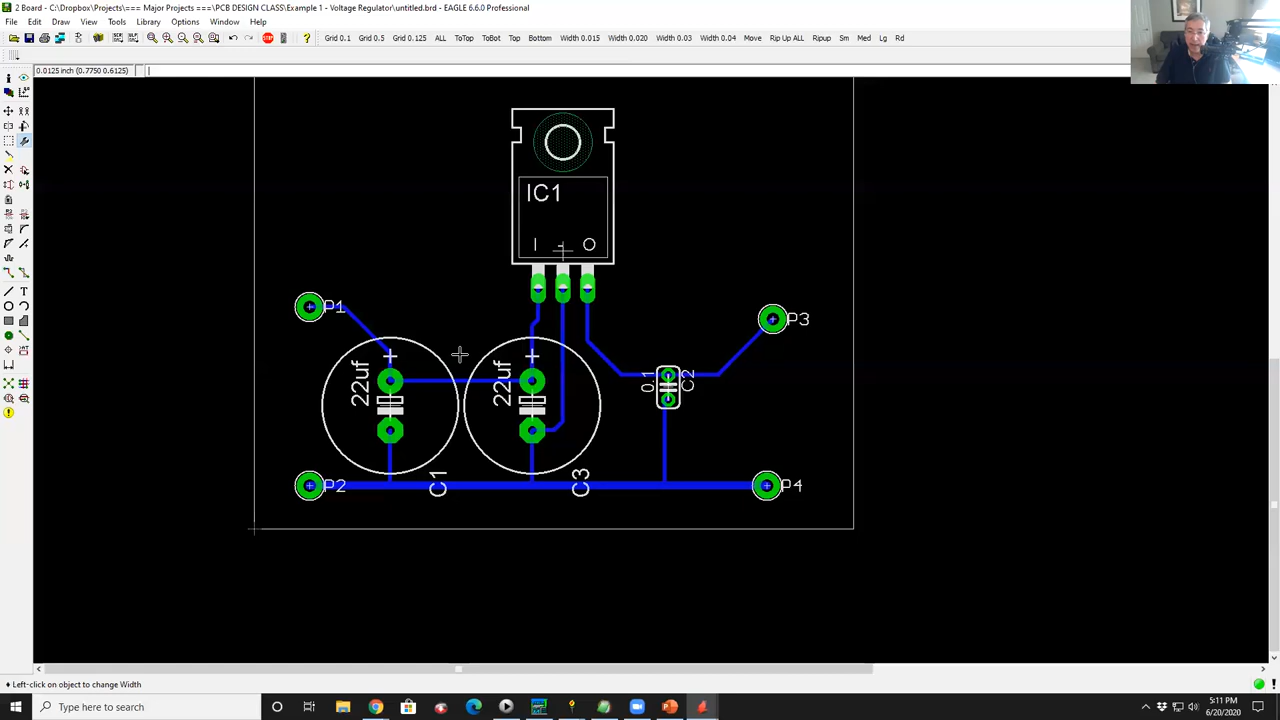 2 Board - C:\Dropbox\Projects\=== Major Projects ===\PCB DESIGN CLASS\Example 1 - Voltage Regulator\untitled.brd - EAGLE 6.6.0 Professional
File Edit Draw View Tools Library Options Window Help
Grid 0.1 Grid 0.5 Grid 0.125 ALL ToTop ToBot Top Bottom Width 0.015 Width 0.020 Width 0.03 Width 0.04 Move Rip Up ALL Ripup Sm Med Lg Rd
0.0125 inch (0.7750 0.6125)
IC1
I - O
P1
P3
+ +
22uf 22uf 0.1 C2
P2 C1 C3 P4
Left-click on object to change Width
Type here to search
5:11 PM
6/20/2020